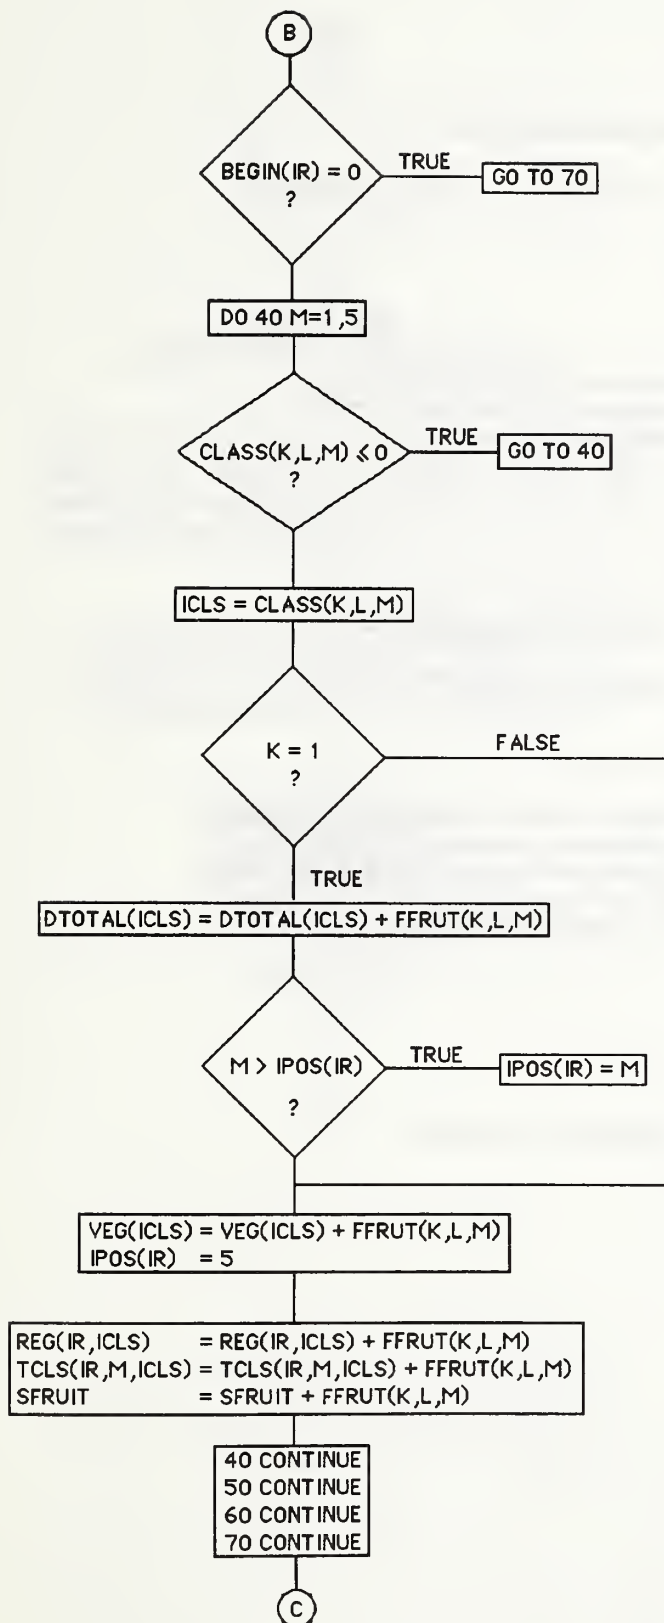 B
BEGIN(IR) = 0
?
TRUE
GO TO 70
DO 40 M=1,5
CLASS(K,L,M) ≤ 0
?
TRUE
GO TO 40
ICLS = CLASS(K,L,M)
K = 1
?
FALSE
TRUE
DTOTAL(ICLS) = DTOTAL(ICLS) + FFRUT(K,L,M)
M > IPOS(IR)
?
TRUE
IPOS(IR) = M
VEG(ICLS) = VEG(ICLS) + FFRUT(K,L,M)
IPOS(IR) = 5
REG(IR,ICLS) = REG(IR,ICLS) + FFRUT(K,L,M)
TCLS(IR,M,ICLS) = TCLS(IR,M,ICLS) + FFRUT(K,L,M)
SFRUIT = SFRUIT + FFRUT(K,L,M)
40 CONTINUE
50 CONTINUE
60 CONTINUE
70 CONTINUE
C